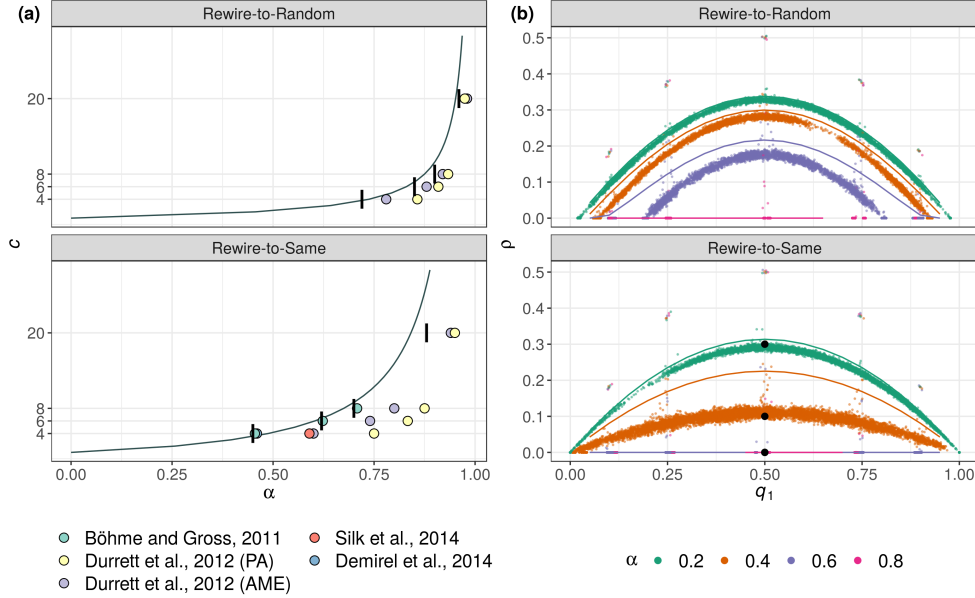 (a)
Rewire-to-Random
20
8
6
4
Rewire-to-Same
20
8
6
4
c
0.00
0.25
0.50
0.75
1.00
α
Böhme and Gross, 2011
Durrett et al., 2012 (PA)
Durrett et al., 2012 (AME)
Silk et al., 2014
Demirel et al., 2014
(b)
Rewire-to-Random
0.5
0.4
0.3
0.2
0.1
0.0
Rewire-to-Same
0.5
0.4
0.3
0.2
0.1
0.0
ρ
0.00
0.25
0.50
0.75
1.00
q1
α
0.2
0.4
0.6
0.8